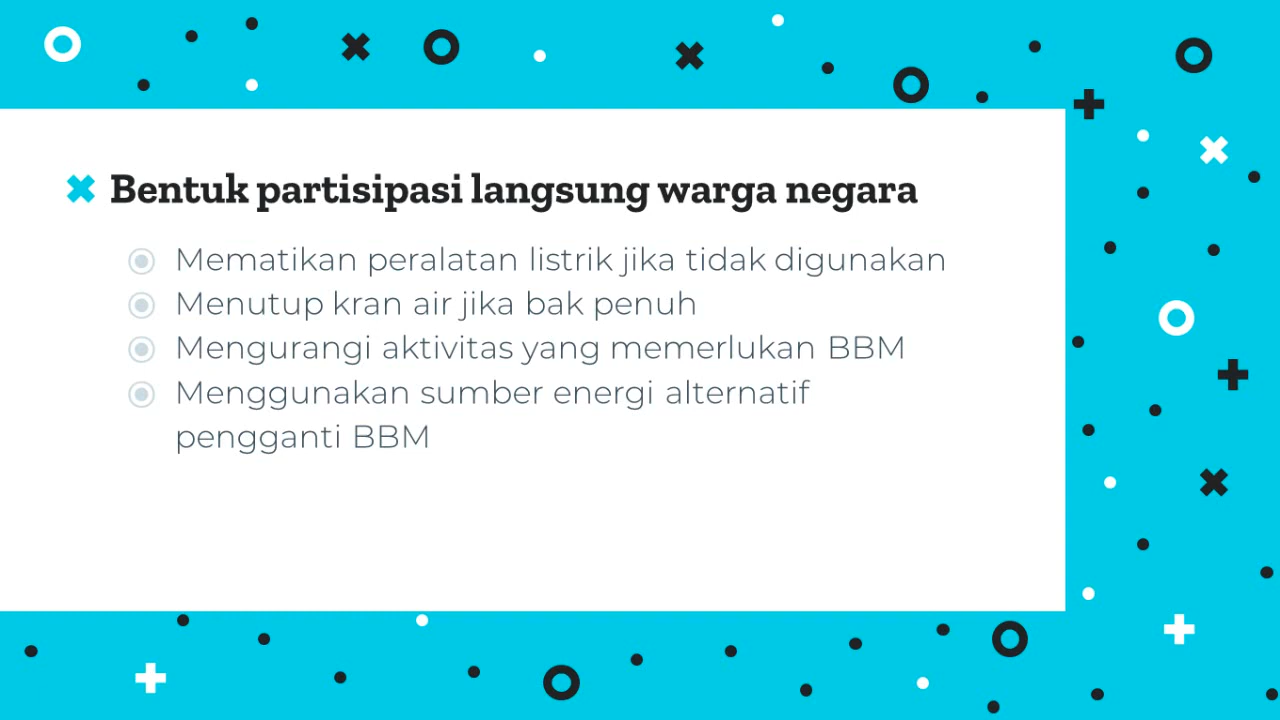 Bentuk partisipasi langsung warga negara
Mematikan peralatan listrik jika tidak digunakan
Menutup kran air jika bak penuh
Mengurangi aktivitas yang memerlukan BBM
Menggunakan sumber energi alternatif
pengganti BBM